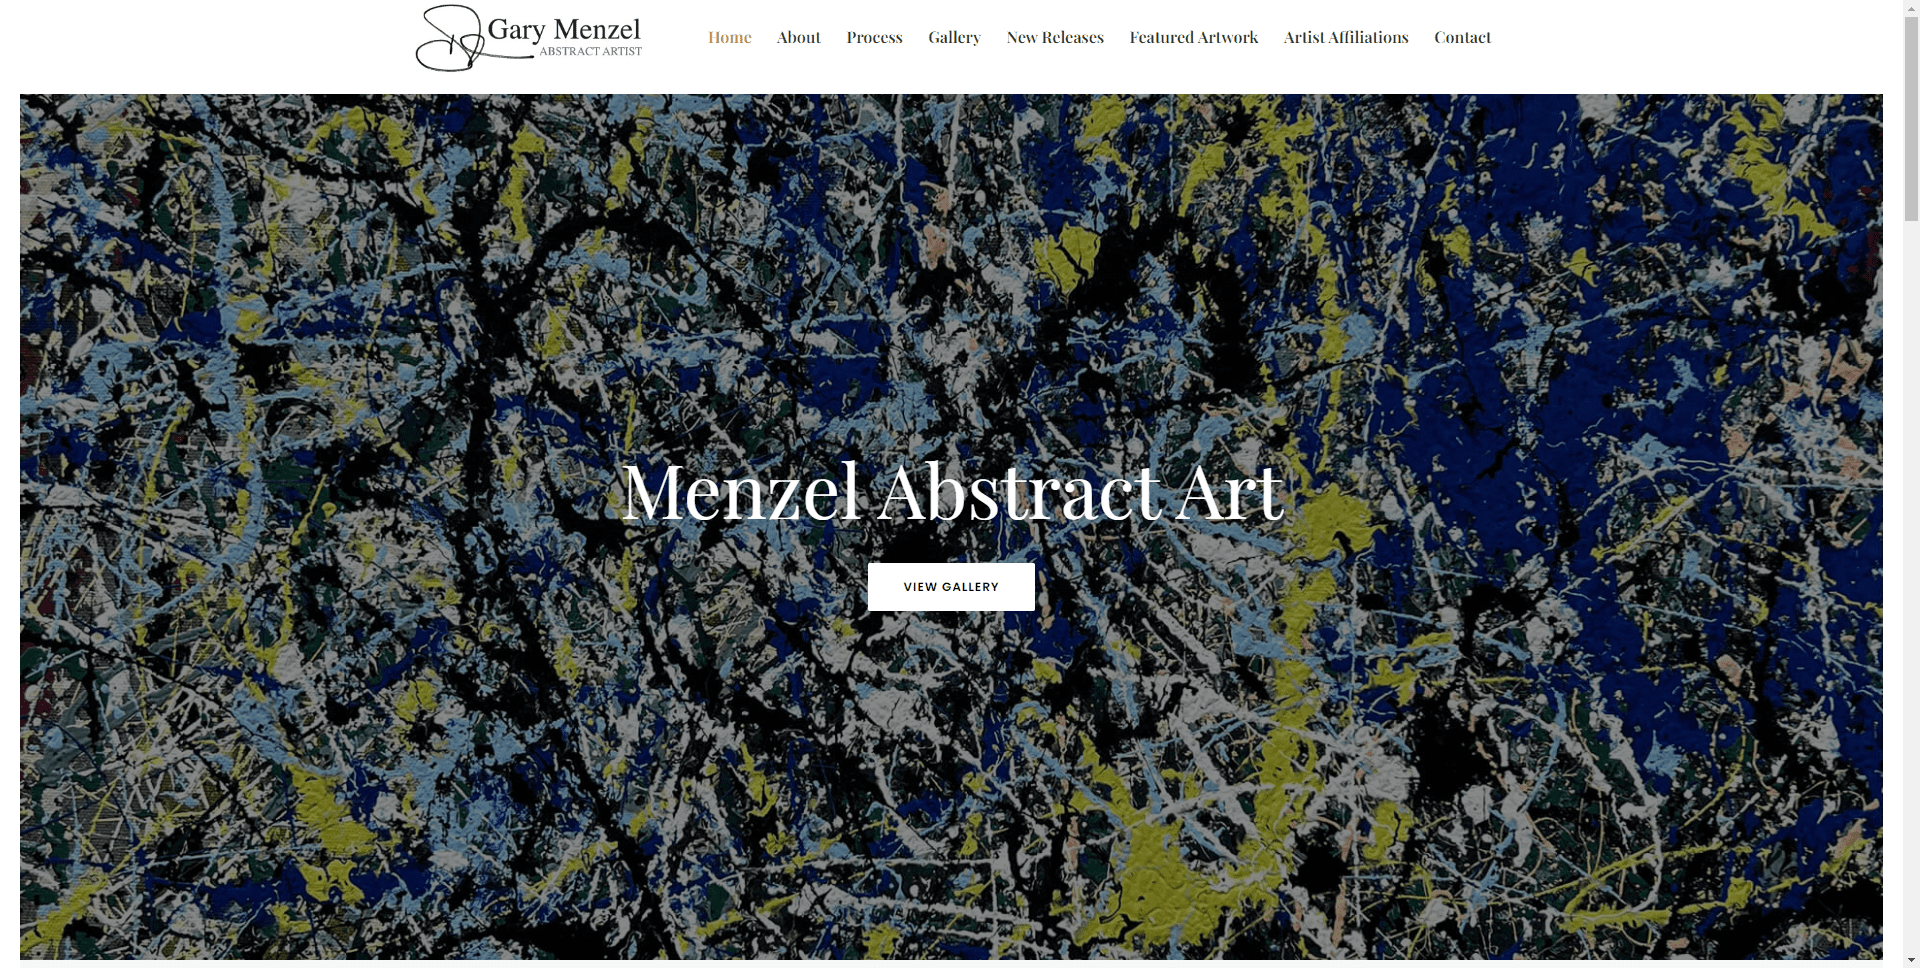 Gary Menzel
ABSTRACT ARTIST
Home About Process Gallery New Releases Featured Artwork Artist Affiliations Contact
Menzel Abstract Art
VIEW GALLERY